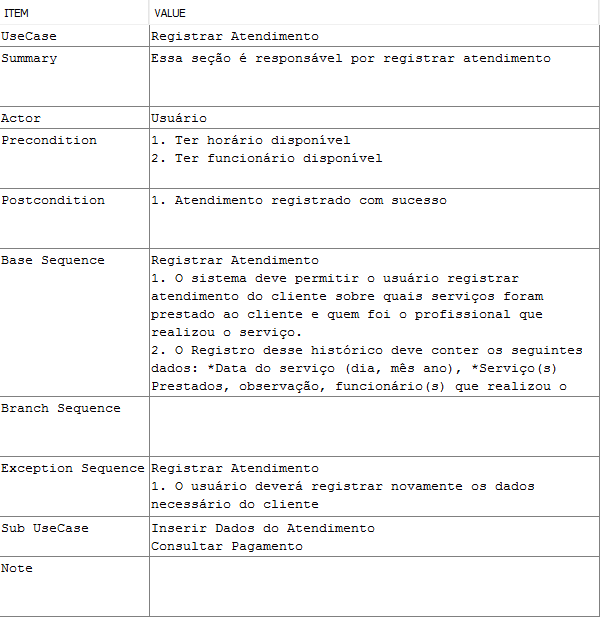 ITEM VALUE
UseCase Registrar Atendimento
Summary Essa seção é responsável por registrar atendimento
Actor Usuário
Precondition 1. Ter horário disponível
2. Ter funcionário disponível
Postcondition 1. Atendimento registrado com sucesso
Base Sequence Registrar Atendimento
1. O sistema deve permitir o usuário registrar
atendimento do cliente sobre quais serviços foram
prestado ao cliente e quem foi o profissional que
realizou o serviço.
2. O Registro desse histórico deve conter os seguintes
dados: *Data do serviço (dia, mês ano), *Serviço(s)
Prestados, observação, funcionário(s) que realizou o
Branch Sequence
Exception Sequence Registrar Atendimento
1. O usuário deverá registrar novamente os dados
necessário do cliente
Sub UseCase Inserir Dados do Atendimento
Consultar Pagamento
Note